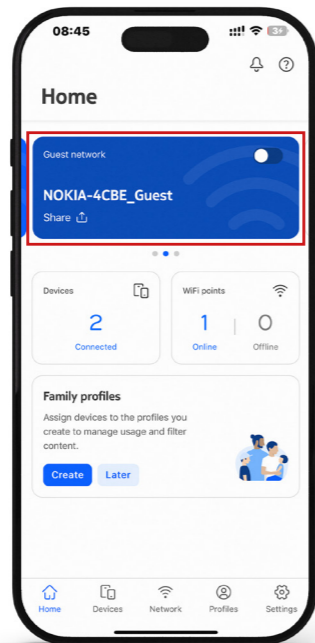 08:45
Home
Guest network
NOKIA-4CBE_Guest
Share
Devices
2
Connected
WiFi points
1
Online
0
Offline
Family profiles
Assign devices to the profiles you
create to manage usage and filter
content.
Create Later
Home Devices Network Profiles Settings